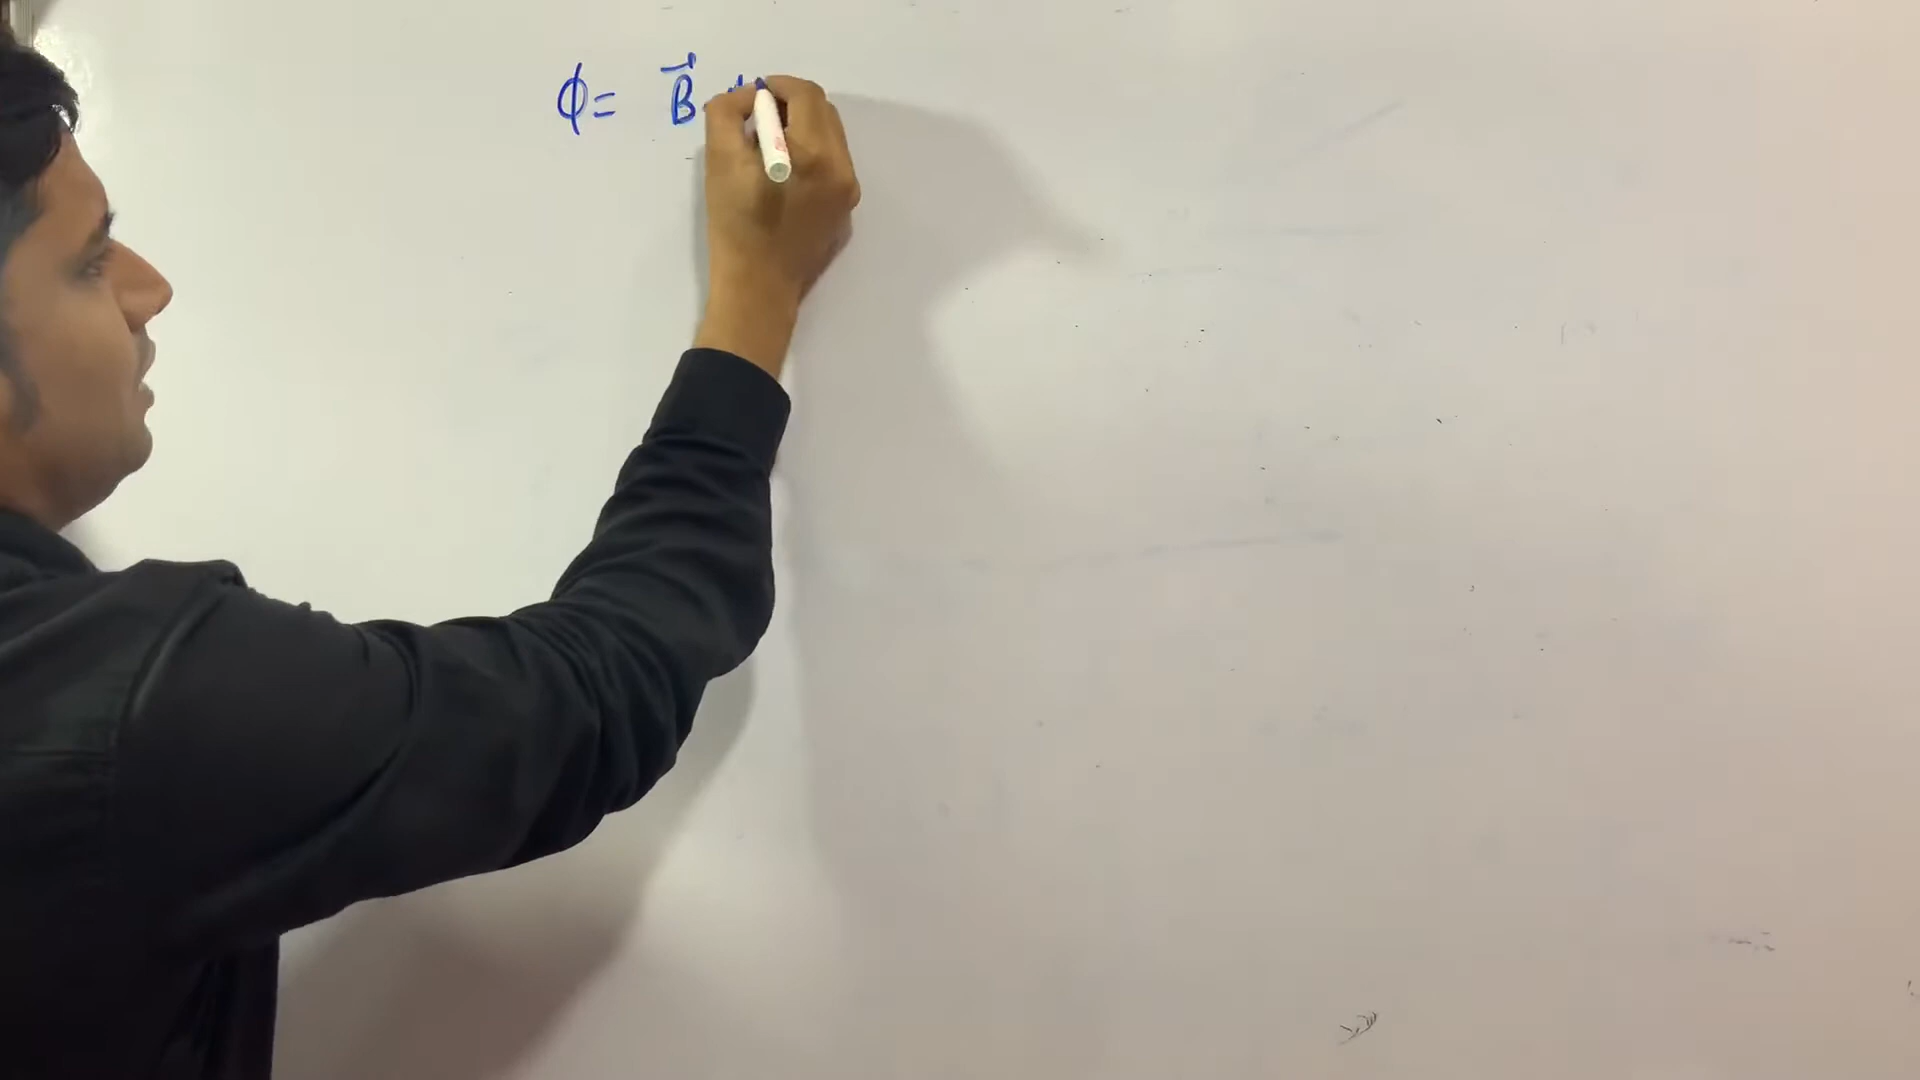 ϕ = B⃗